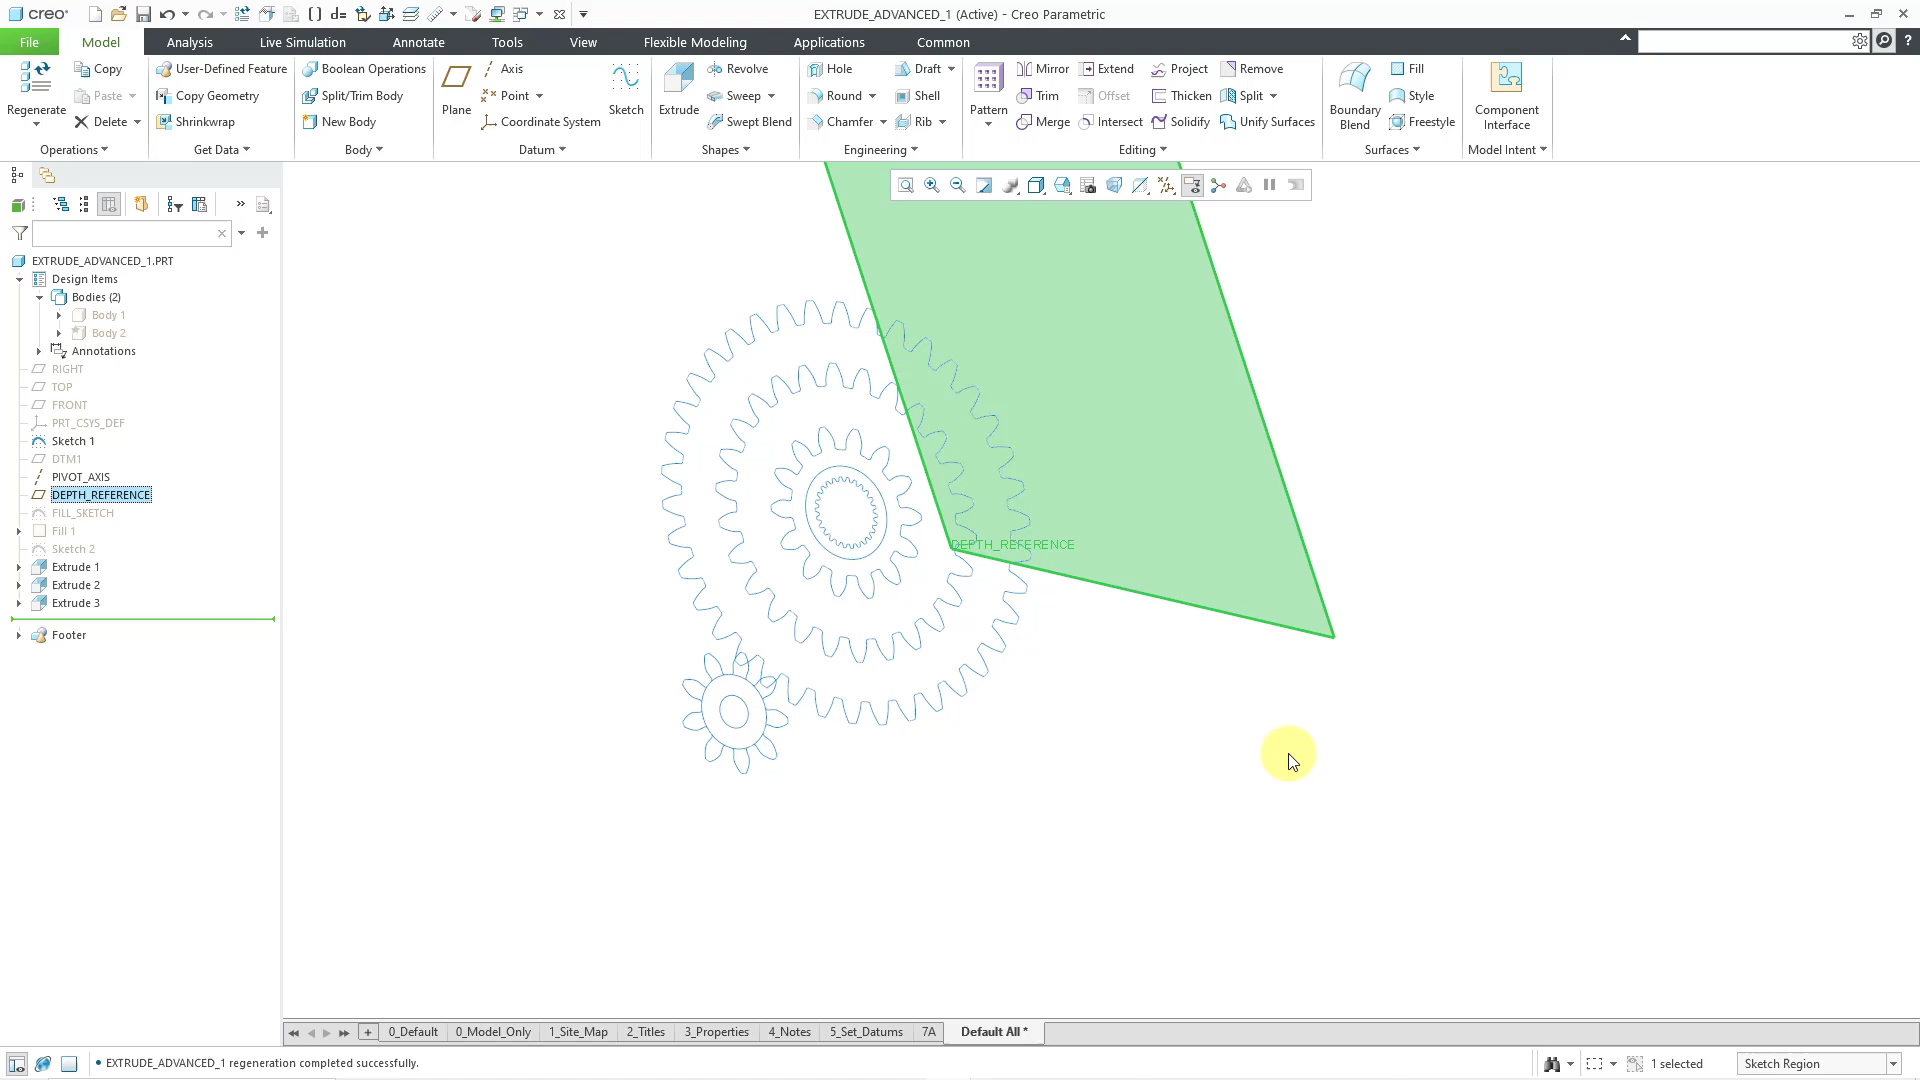 creo
EXTRUDE_ADVANCED_1 (Active) - Creo Parametric
File Model Analysis Live Simulation Annotate Tools View Flexible Modeling Applications Common
Regenerate
Copy
Paste
Delete
Operations
User-Defined Feature
Copy Geometry
Shrinkwrap
Get Data
Boolean Operations
Split/Trim Body
New Body
Body
Plane
Axis
Point
Coordinate System
Sketch
Datum
Extrude
Revolve
Sweep
Swept Blend
Shapes
Hole
Round
Chamfer
Draft
Shell
Rib
Engineering
Pattern
Mirror
Trim
Merge
Extend
Offset
Intersect
Project
Thicken
Solidify
Remove
Split
Unify Surfaces
Editing
Boundary Blend
Fill
Style
Freestyle
Surfaces
Component Interface
Model Intent
EXTRUDE_ADVANCED_1.PRT
Design Items
Bodies (2)
Body 1
Body 2
Annotations
RIGHT
TOP
FRONT
PRT_CSYS_DEF
Sketch 1
DTM1
PIVOT_AXIS
DEPTH_REFERENCE
FILL_SKETCH
Fill 1
Sketch 2
Extrude 1
Extrude 2
Extrude 3
Footer
DEPTH_REFERENCE
0_Default 0_Model_Only 1_Site_Map 2_Titles 3_Properties 4_Notes 5_Set_Datums 7A Default All *
• EXTRUDE_ADVANCED_1 regeneration completed successfully.
1 selected
Sketch Region